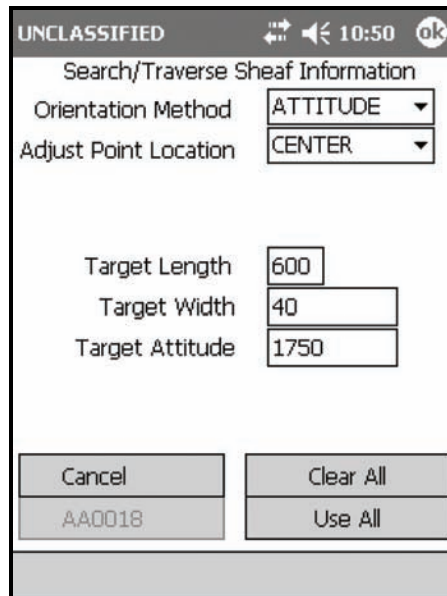 UNCLASSIFIED 10:50 ok
Search/Traverse Sheaf Information
Orientation Method ATTITUDE
Adjust Point Location CENTER
Target Length 600
Target Width 40
Target Attitude 1750
Cancel Clear All
AA0018 Use All